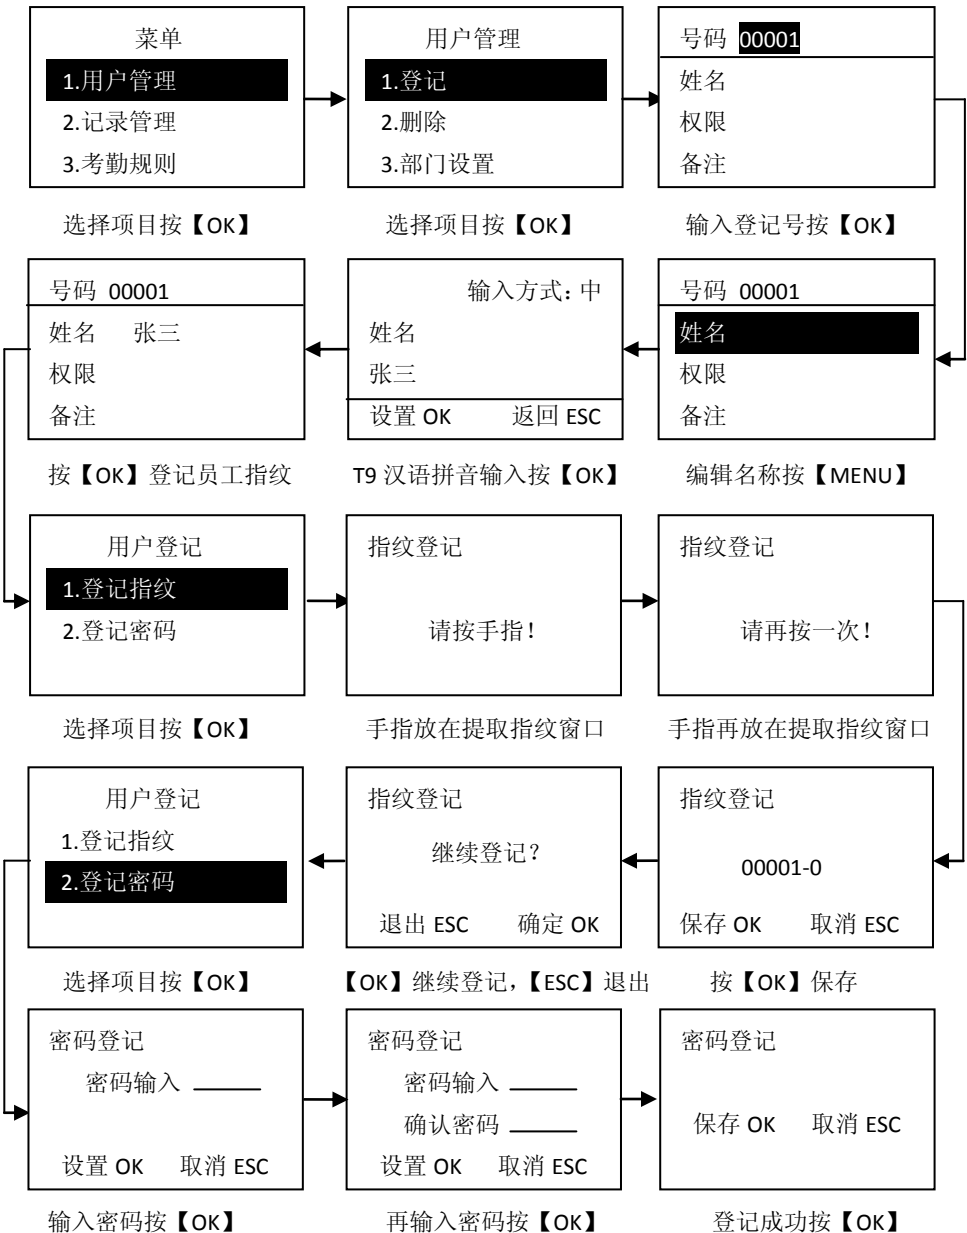 菜单
1.用户管理
2.记录管理
3.考勤规则
选择项目按【OK】
用户管理
1.登记
2.删除
3.部门设置
选择项目按【OK】
号码 00001
姓名
权限
备注
输入登记号按【OK】
号码 00001
姓名
权限
备注
编辑名称按【MENU】
输入方式:中
姓名
张三
设置 OK 返回 ESC
T9 汉语拼音输入按【OK】
号码 00001
姓名 张三
权限
备注
按【OK】登记员工指纹
用户登记
1.登记指纹
2.登记密码
选择项目按【OK】
指纹登记
请按手指!
手指放在提取指纹窗口
指纹登记
请再按一次!
手指再放在提取指纹窗口
指纹登记
00001-0
保存 OK 取消 ESC
按【OK】保存
指纹登记
继续登记?
退出 ESC 确定 OK
【OK】继续登记,【ESC】退出
用户登记
1.登记指纹
2.登记密码
选择项目按【OK】
密码登记
密码输入
设置 OK 取消 ESC
输入密码按【OK】
密码登记
密码输入
确认密码
设置 OK 取消 ESC
再输入密码按【OK】
密码登记
保存 OK 取消 ESC
登记成功按【OK】